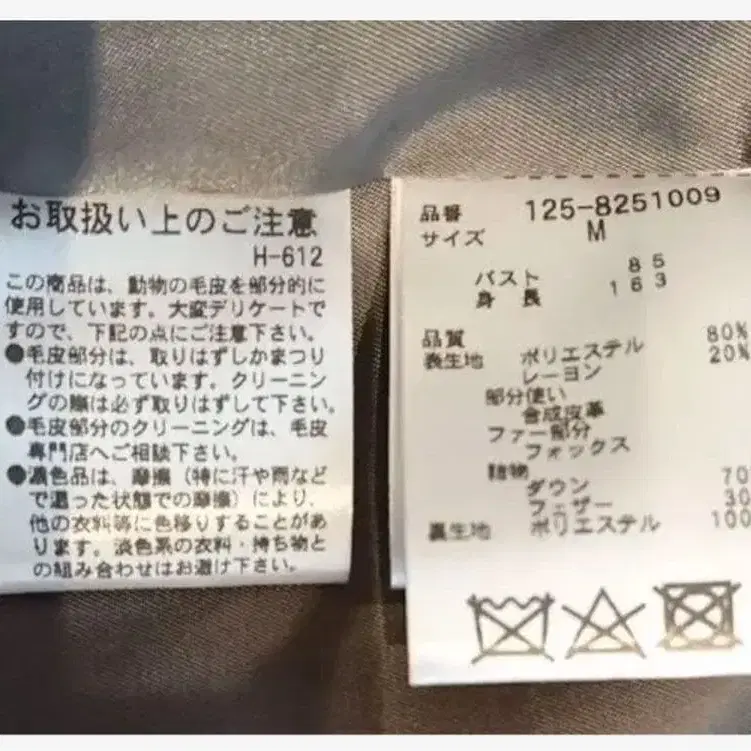 お取扱い上のご注意
H-612
この商品は、動物の毛皮を部分的に
使用しています。大変デリケートで
すので、下記の点にご注意下さい。
●毛皮部分は、取りはずしかまつり
付けになっています。クリーニン
グの際は必ず取りはずして下さい。
●毛皮部分のクリーニングは、毛皮
専門店へご相談下さい。
●濃色品は、摩擦（特に汗や雨など
で湿った状態での摩擦）により、
他の衣料等に色移りすることがあ
ります。淡色系の衣料・持ち物と
の組み合わせはお避け下さい。
品番 125-8251009
サイズ M
バスト 85
身長 163
品質
表生地 ポリエステル 80%
レーヨン 20%
部分使い
合成皮革
ファー部分
フォックス
詰物
ダウン 70
フェザー 30
裏生地 ポリエステル 100